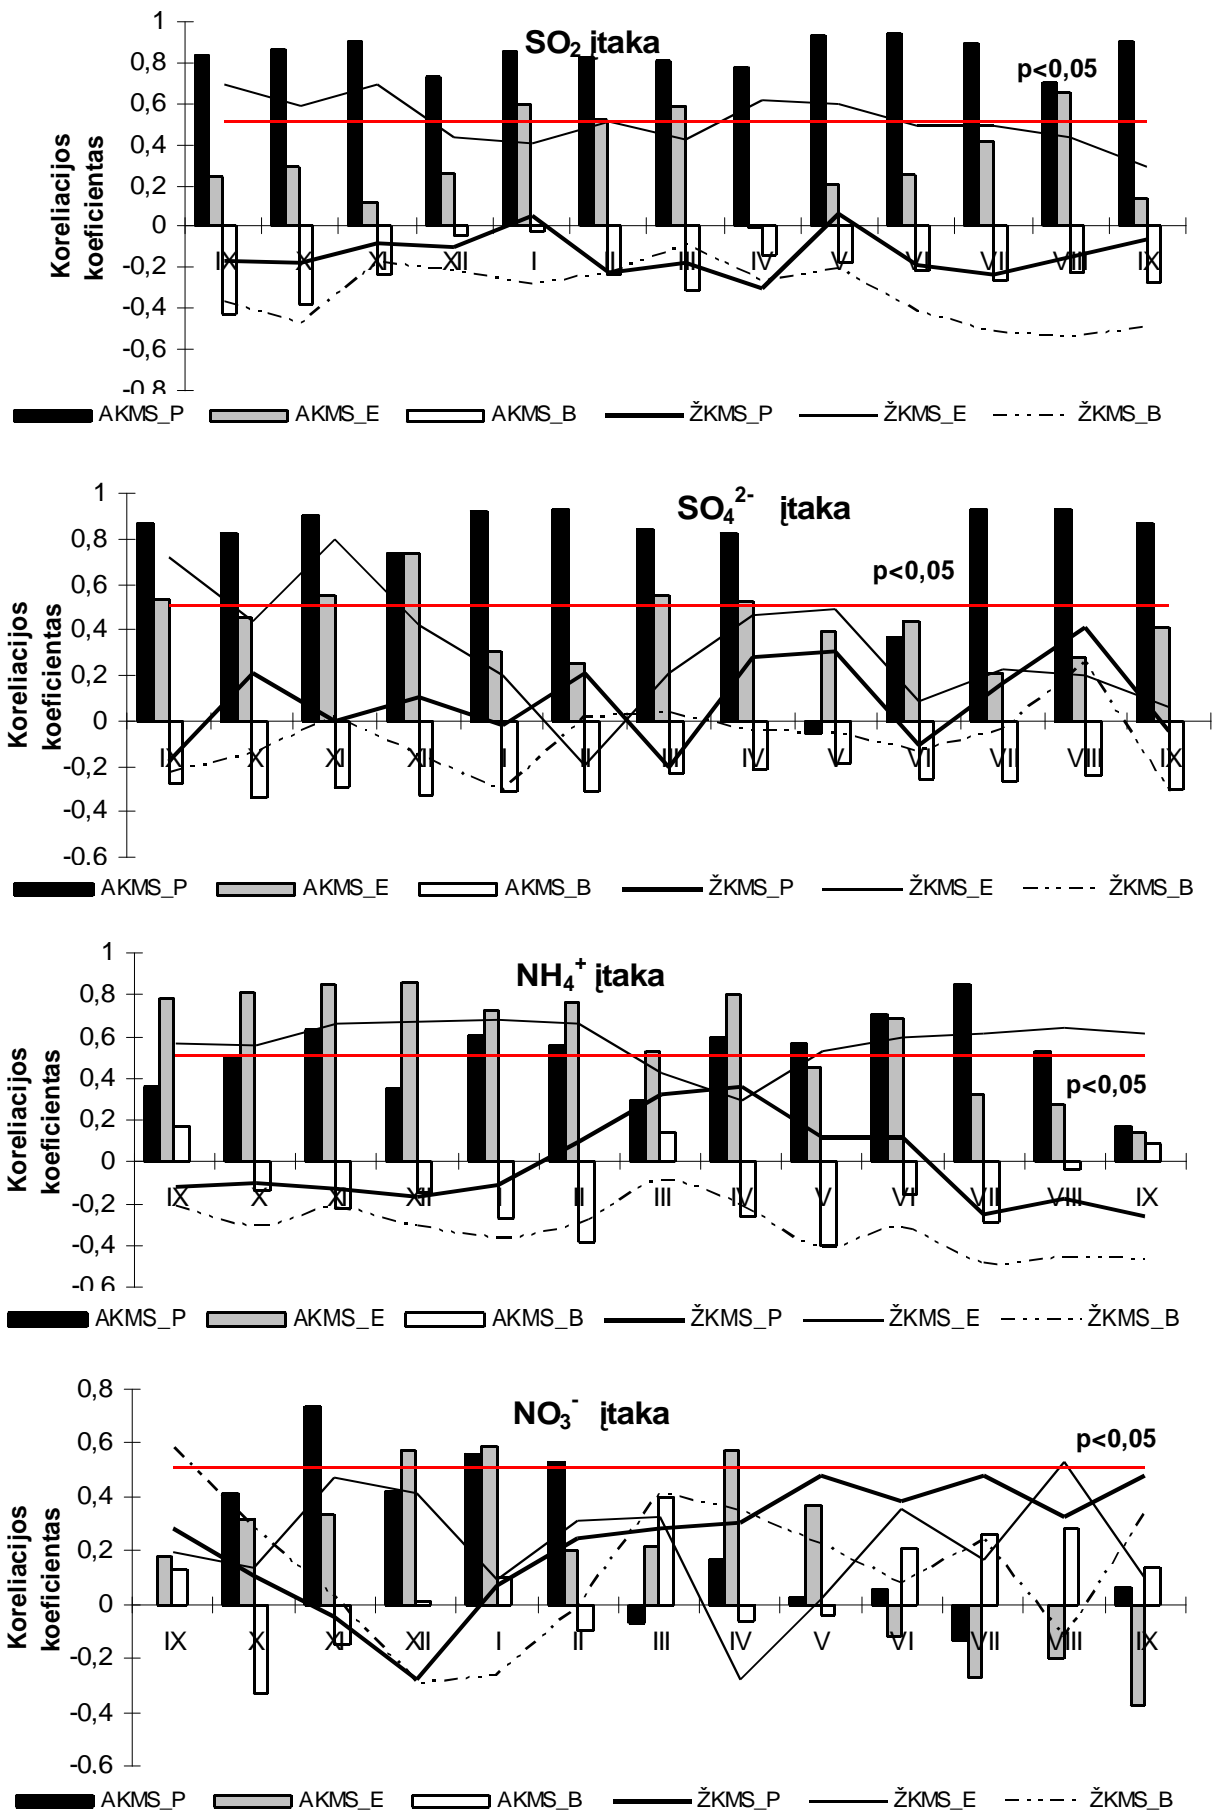 SO₂ įtaka
p<0,05
Koreliacijos
koeficientas
1
0,8
0,6
0,4
0,2
0
-0,2
-0,4
-0,6
-0,8
IX X XI XII I II III IV V VI VII VIII IX
AKMS_P AKMS_E AKMS_B ŽKMS_P ŽKMS_E ŽKMS_B
SO₄²⁻ įtaka
p<0,05
Koreliacijos
koeficientas
1
0,8
0,6
0,4
0,2
0
-0,2
-0,4
-0,6
IX X XI XII I II III IV V VI VII VIII IX
AKMS_P AKMS_E AKMS_B ŽKMS_P ŽKMS_E ŽKMS_B
NH₄⁺ įtaka
p<0,05
Koreliacijos
koeficientas
1
0,8
0,6
0,4
0,2
0
-0,2
-0,4
-0,6
IX X XI XII I II III IV V VI VII VIII IX
AKMS_P AKMS_E AKMS_B ŽKMS_P ŽKMS_E ŽKMS_B
NO₃⁻ įtaka
p<0,05
Koreliacijos
koeficientas
0,8
0,6
0,4
0,2
0
-0,2
-0,4
-0,6
IX X XI XII I II III IV V VI VII VIII IX
AKMS_P AKMS_E AKMS_B ŽKMS_P ŽKMS_E ŽKMS_B